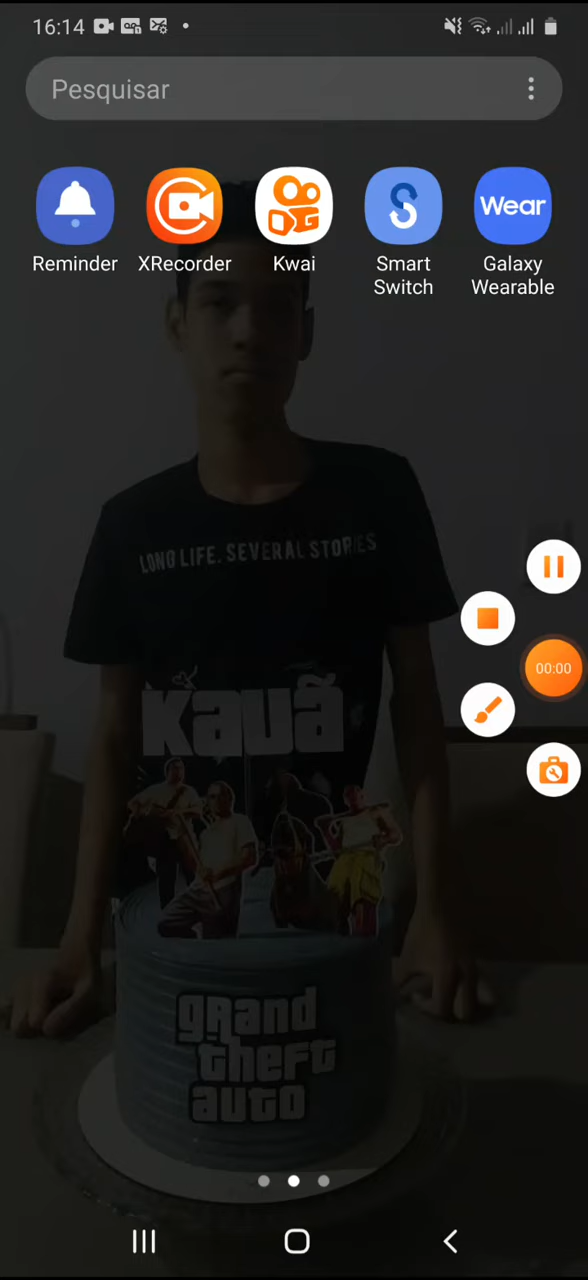 16:14
Pesquisar
Wear
Reminder
XRecorder
Kwai
Smart
Switch
Galaxy
Wearable
LONG LIFE. SEVERAL STORIES
00:00
Kauã
grand
theft
auto